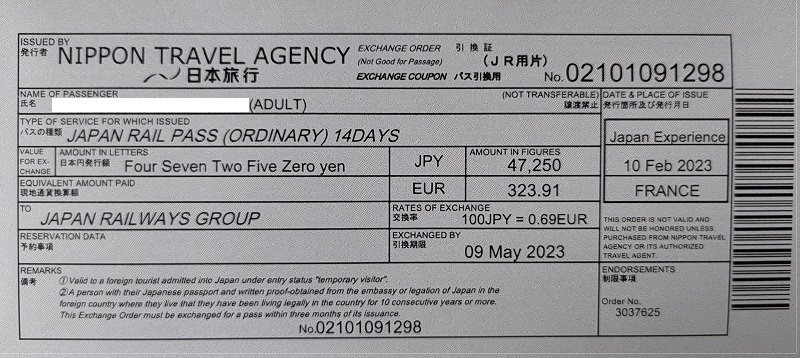 ISSUED BY
発行者
NIPPON TRAVEL AGENCY
日本旅行
EXCHANGE ORDER 引換証
(Not Good for Passage) (JR用片)
EXCHANGE COUPON パス引換用 No.02101091298
NAME OF PASSENGER
氏名 (ADULT)
(NOT TRANSFERABLE)
譲渡禁止
DATE & PLACE OF ISSUE
発行箇所及び発行月日
Japan Experience
10 Feb 2023
FRANCE
TYPE OF SERVICE FOR WHICH ISSUED
パスの種類 JAPAN RAIL PASS (ORDINARY) 14DAYS
VALUE FOR EX-CHANGE
AMOUNT IN LETTERS
日本円発行額 Four Seven Two Five Zero yen
JPY
AMOUNT IN FIGURES
47,250
EQUIVALENT AMOUNT PAID
現地通貨換算額
EUR 323.91
TO
JAPAN RAILWAYS GROUP
RATES OF EXCHANGE
交換率 100JPY = 0.69EUR
RESERVATION DATA
予約事項
EXCHANGED BY
引換期限 09 May 2023
THIS ORDER IS NOT VALID AND
WILL NOT BE HONORED UNLESS
PURCHASED FROM NIPPON TRAVEL
AGENCY OR ITS AUTHORIZED
TRAVEL AGENT.
REMARKS
備考
①Valid to a foreign tourist admitted into Japan under entry status "temporary visitor".
②A person with their Japanese passport and written proof-obtained from the embassy or legation of Japan in the
foreign country where they live that they have been living legally in the country for 10 consecutive years or more.
This Exchange Order must be exchanged for a pass within three months of its issuance.
No.02101091298
ENDORSEMENTS
制限事項
Order No.
3037625